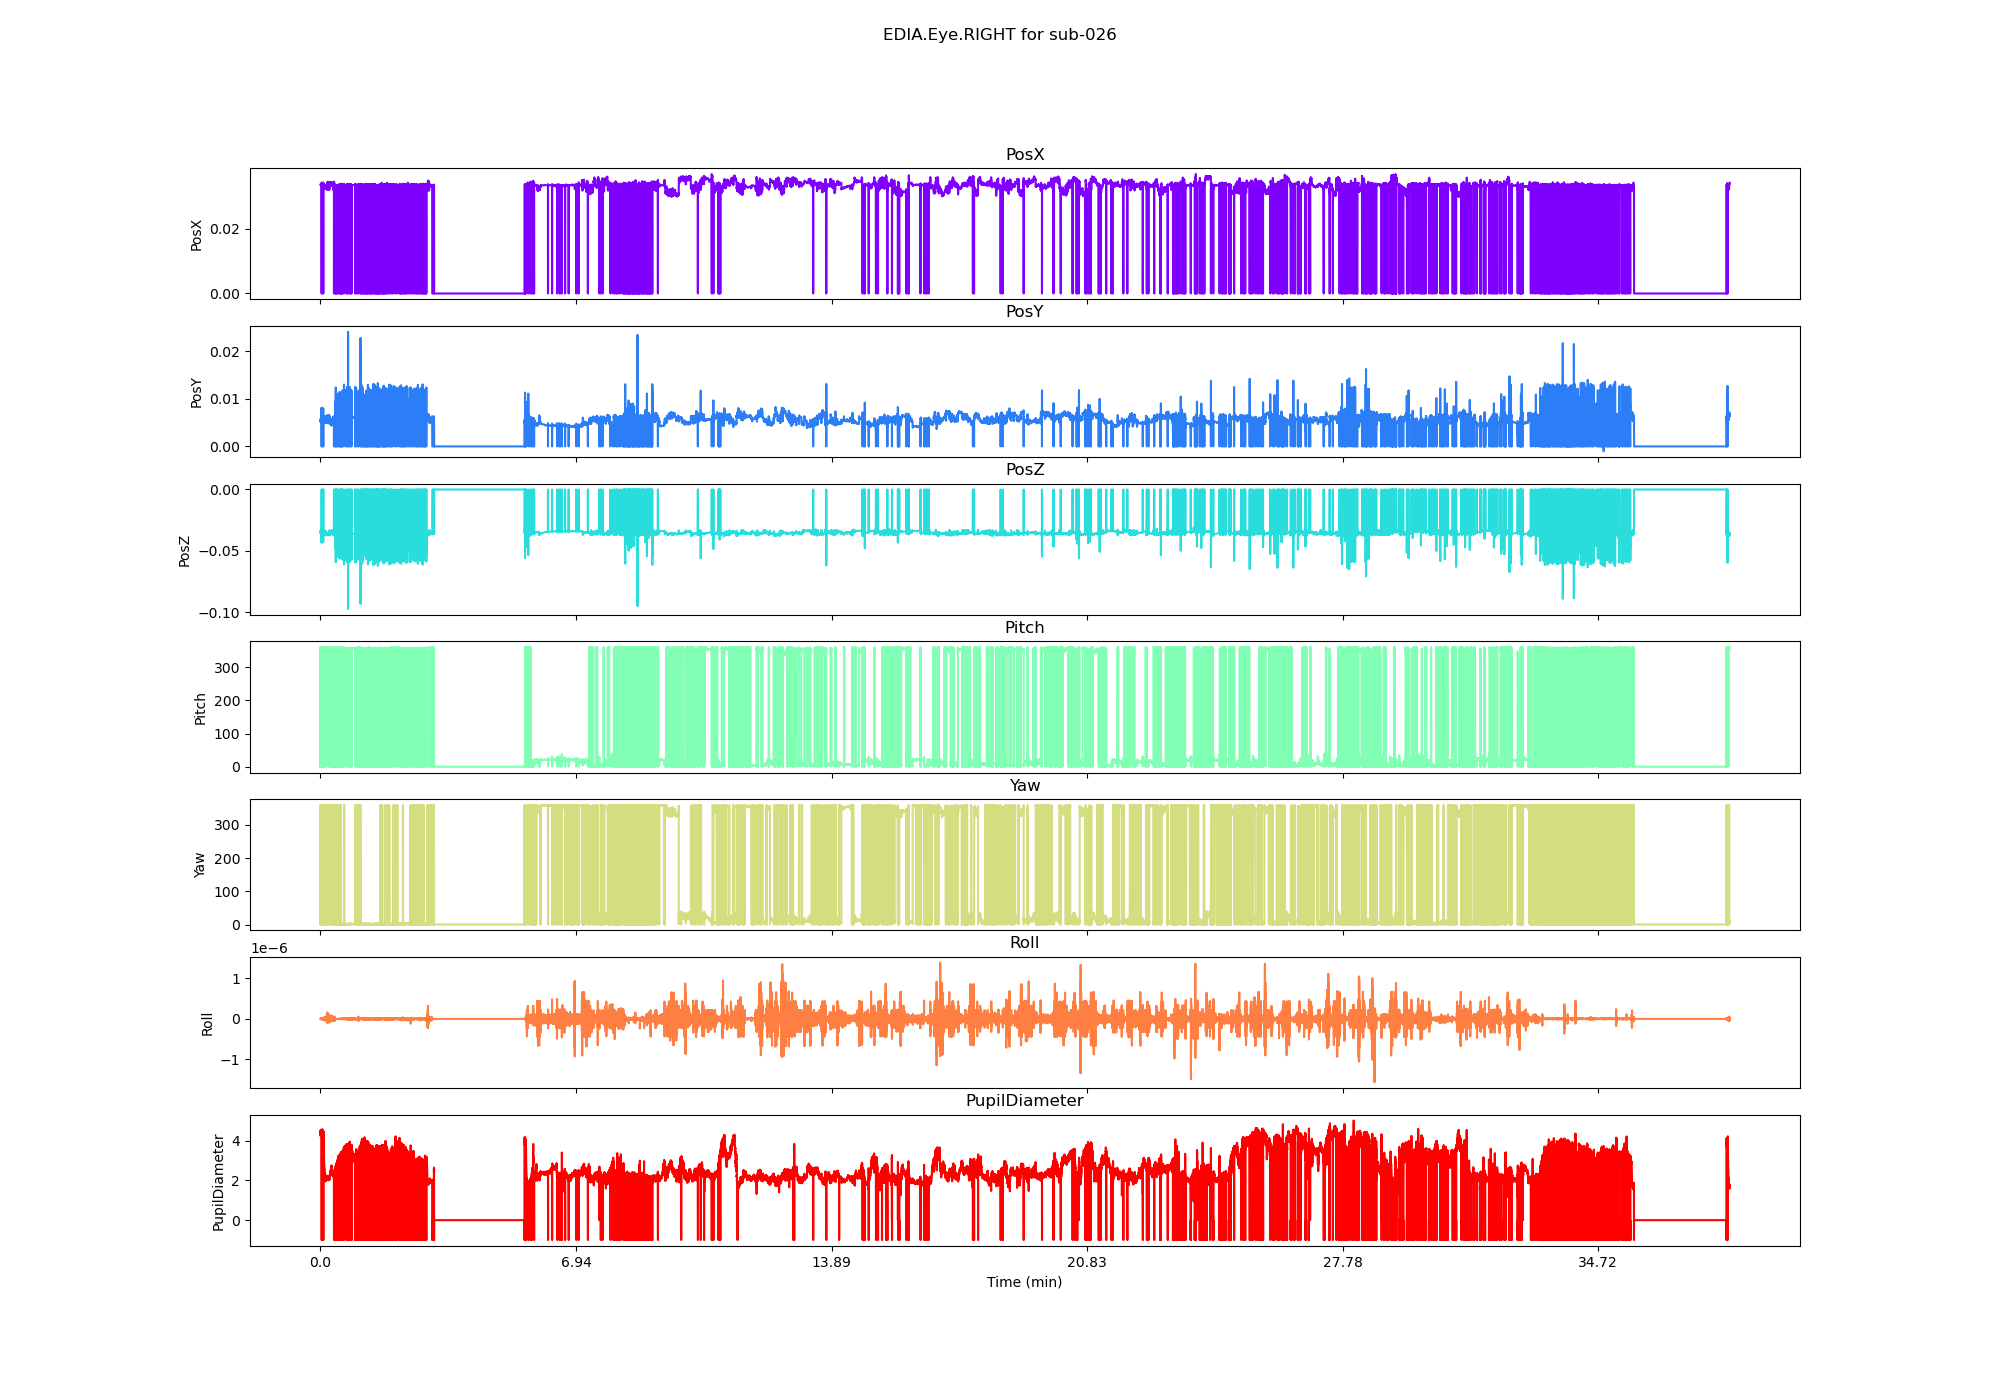 EDIA.Eye.RIGHT for sub-026
PosX
PosX
0.02
0.00
PosY
PosY
0.02
0.01
0.00
PosZ
PosZ
0.00
−0.05
−0.10
Pitch
Pitch
300
200
100
0
Yaw
Yaw
300
200
100
0
1e−6
Roll
Roll
1
0
−1
PupilDiameter
PupilDiameter
4
2
0
0.0 6.94 13.89 20.83 27.78 34.72
Time (min)